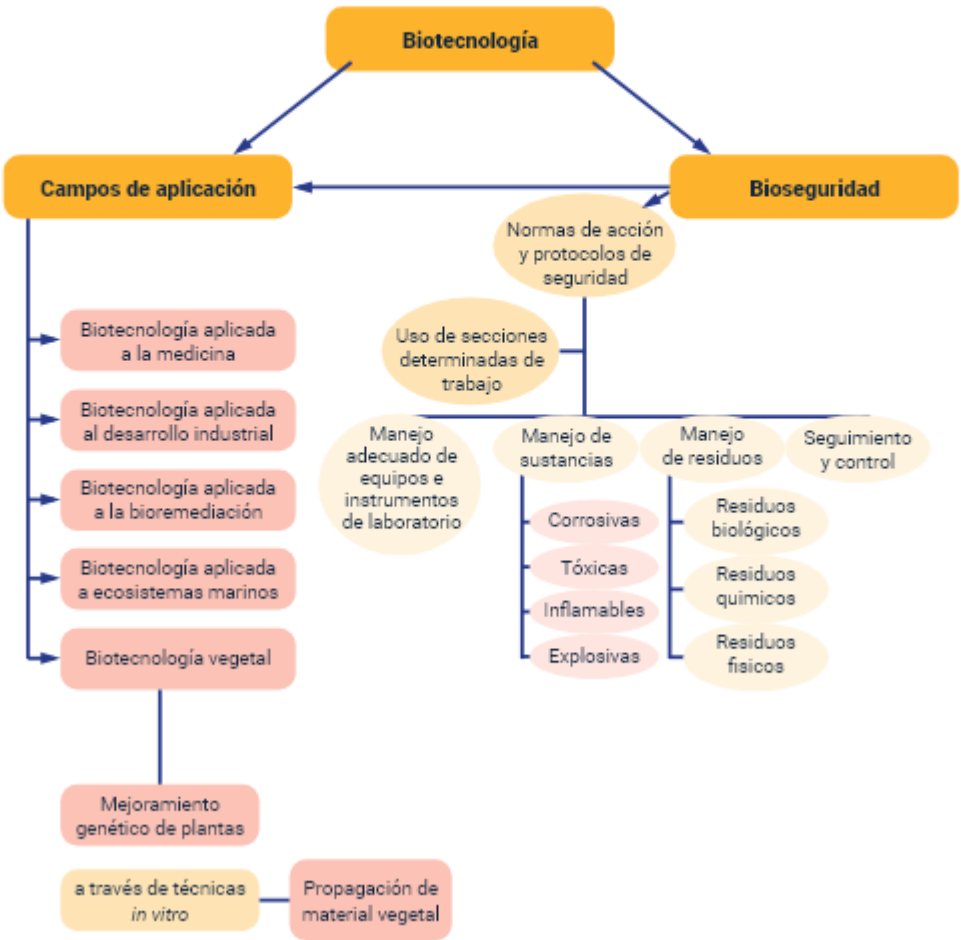 Biotecnología
Campos de aplicación
Bioseguridad
Normas de acción
y protocolos de
seguridad
Uso de secciones
determinadas de
trabajo
Manejo
adecuado de
equipos e
instrumentos
de laboratorio
Manejo de
sustancias
Corrosivas
Tóxicas
Inflamables
Explosivas
Manejo
de residuos
Residuos
biológicos
Residuos
quimicos
Residuos
fisicos
Seguimiento
y control
Biotecnología aplicada
a la medicina
Biotecnología aplicada
al desarrollo industrial
Biotecnología aplicada
a la bioremediación
Biotecnología aplicada
a ecosistemas marinos
Biotecnología vegetal
Mejoramiento
genético de plantas
a través de técnicas
in vitro
Propagación de
material vegetal